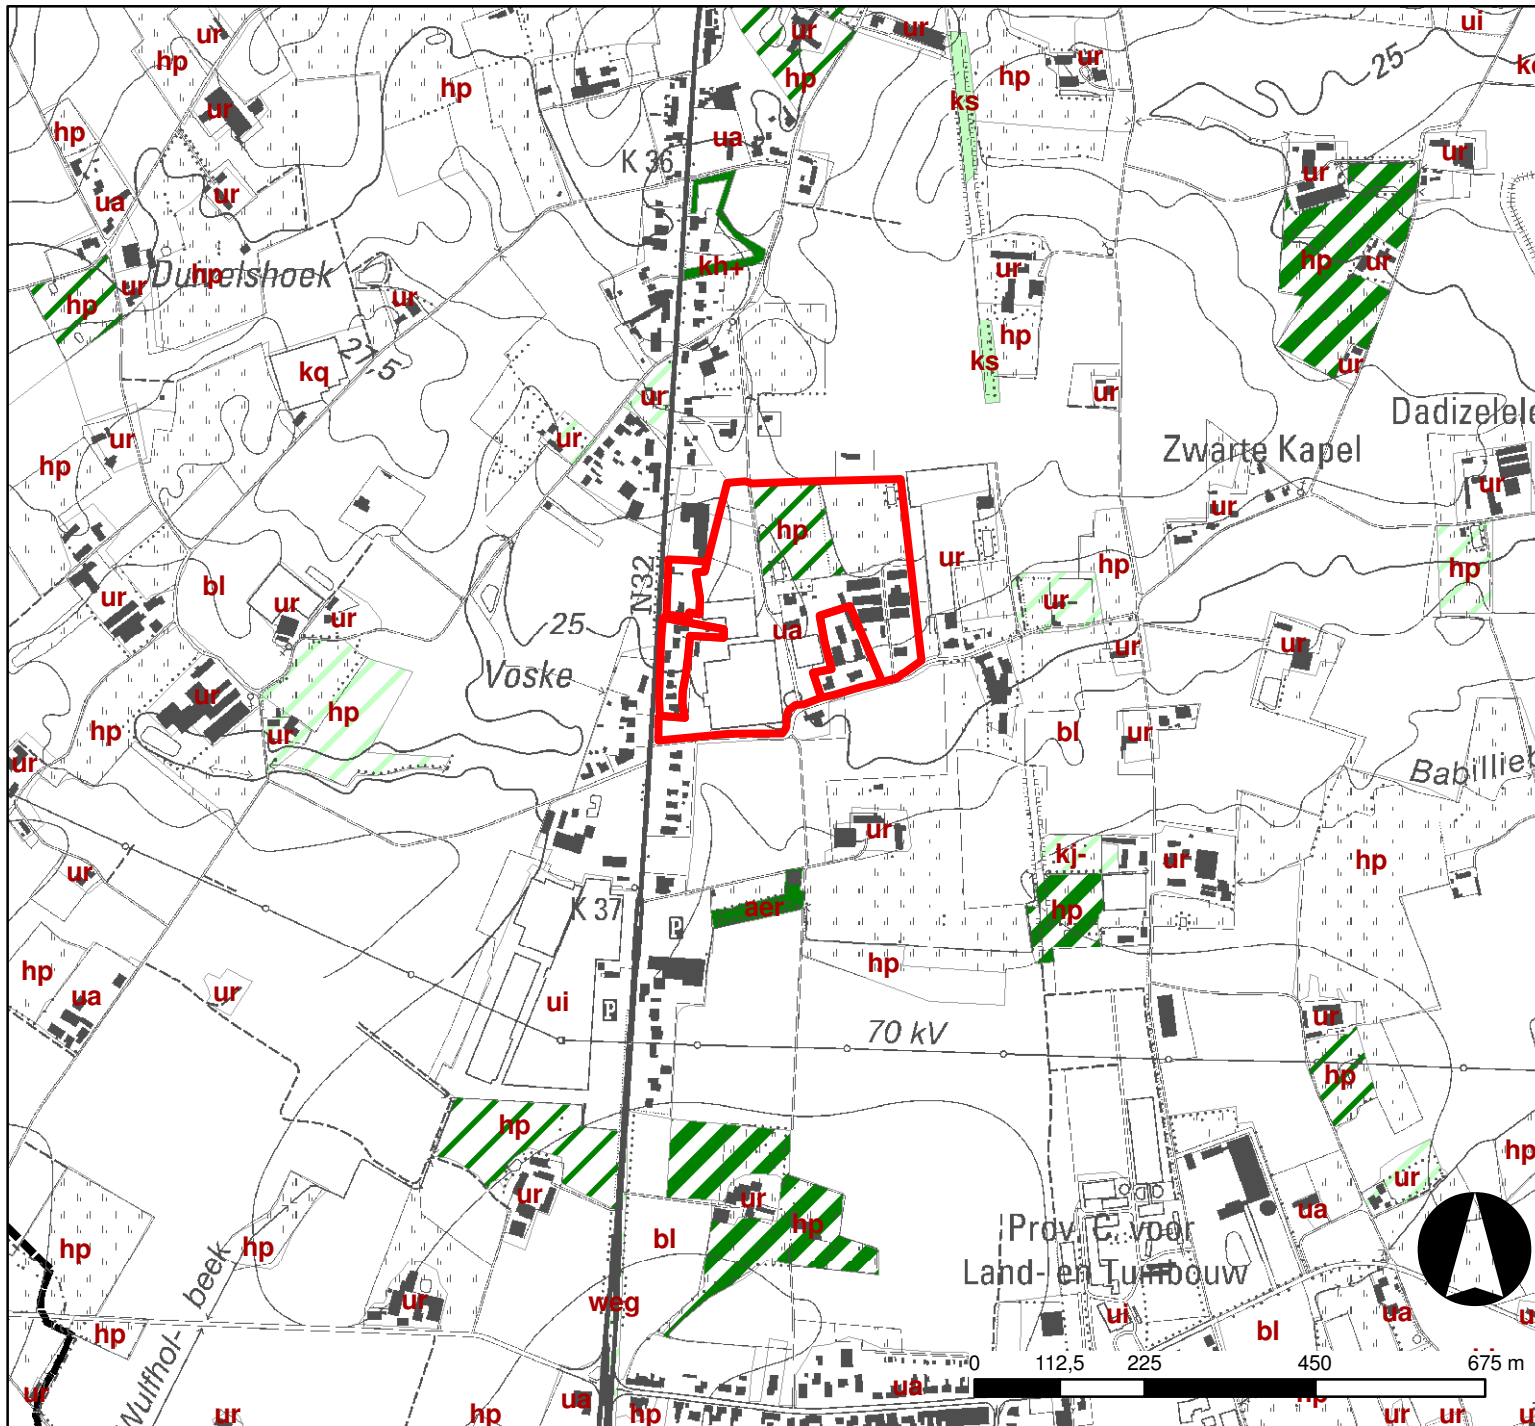 ur
ur
ur
ui
hp
hp
hp
hp
ur
25
ur
ks
hp
ua
ur
K 36
ur
ur
ua
hp
kh+
ur
hp
ur
hp
ur
Duivelshoek
ur
hp
27,5
kq
ks
ur
ur
ur
ur
Dadizelele
ur
ur
Zwarte Kapel
hp
ur
ur
hp
N32
ur
hp
hp
bl
ur
ur
ur
ur-
25
ua
ur
ur
Voske
ur
hp
hp
ur
bl
ur
ur
Babillie
ur
kj-
ur
hp
ur
aer
hp
K 37
P
hp
hp
ua
ur
ui
P
70 kV
ur
hp
hp
hp
ur
ur
ur
hp
ua
Prov. C. voor
hp
hp
bl
Land- en Tuinbouw
Wulfhol- beek
ur
weg
ui
bl
ua
hp
0 112,5 225 450 675 m
ur
ua
ua
ur
hp
hp
hp
ur
ur